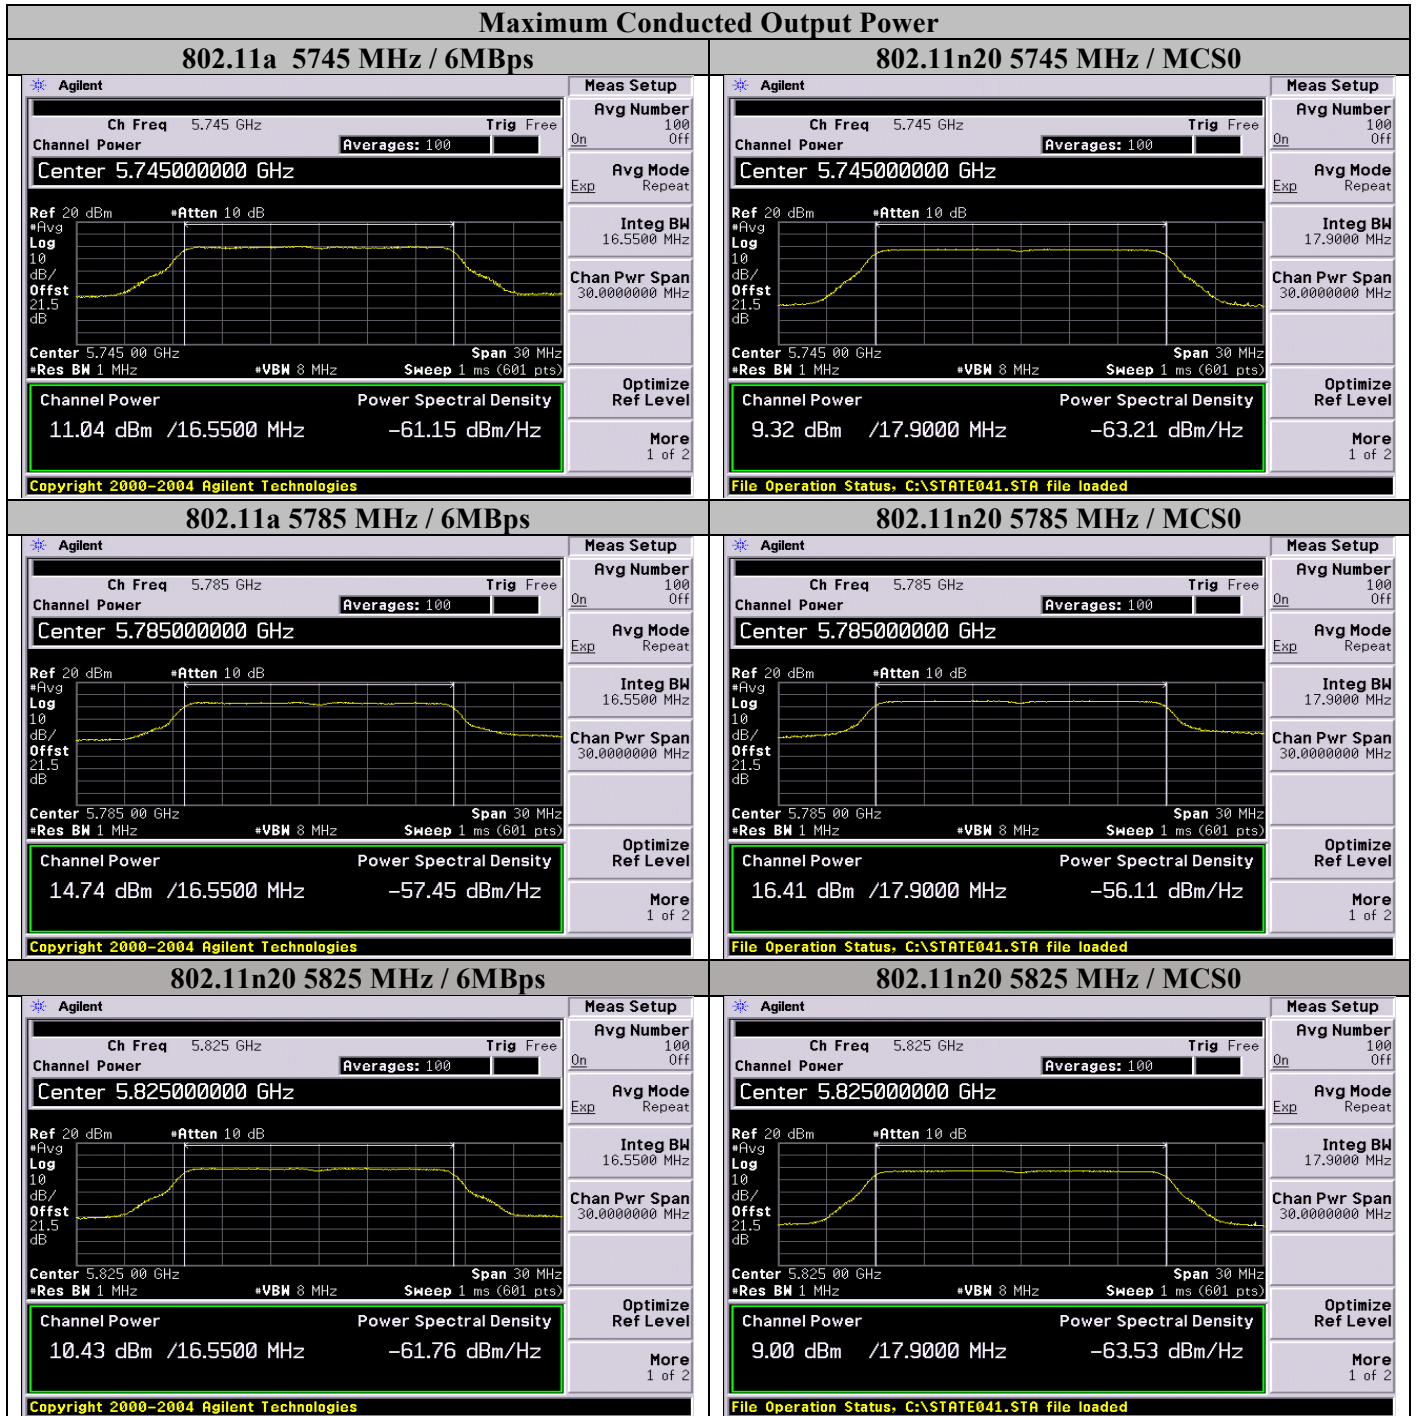 Maximum Conducted Output Power
802.11a  5745 MHz / 6MBps
802.11n20 5745 MHz / MCS0
Agilent
Meas Setup
Ch Freq 5.745 GHz Trig Free
Channel Power Averages: 100
Center 5.745000000 GHz
Ref 20 dBm #Atten 10 dB
#Avg
Log
10
dB/
Offst
21.5
dB
Center 5.745 00 GHz Span 30 MHz
#Res BW 1 MHz #VBW 8 MHz Sweep 1 ms (601 pts)
Channel Power Power Spectral Density
11.04 dBm /16.5500 MHz -61.15 dBm/Hz
Copyright 2000-2004 Agilent Technologies
Avg Number
100
On Off
Avg Mode
Exp Repeat
Integ BW
16.5500 MHz
Chan Pwr Span
30.0000000 MHz
Optimize
Ref Level
More
1 of 2
Agilent
Meas Setup
Ch Freq 5.745 GHz Trig Free
Channel Power Averages: 100
Center 5.745000000 GHz
Ref 20 dBm #Atten 10 dB
#Avg
Log
10
dB/
Offst
21.5
dB
Center 5.745 00 GHz Span 30 MHz
#Res BW 1 MHz #VBW 8 MHz Sweep 1 ms (601 pts)
Channel Power Power Spectral Density
9.32 dBm /17.9000 MHz -63.21 dBm/Hz
File Operation Status, C:\STATE041.STA file loaded
Avg Number
100
On Off
Avg Mode
Exp Repeat
Integ BW
17.9000 MHz
Chan Pwr Span
30.0000000 MHz
Optimize
Ref Level
More
1 of 2
802.11a 5785 MHz / 6MBps
802.11n20 5785 MHz / MCS0
Agilent
Meas Setup
Ch Freq 5.785 GHz Trig Free
Channel Power Averages: 100
Center 5.785000000 GHz
Ref 20 dBm #Atten 10 dB
#Avg
Log
10
dB/
Offst
21.5
dB
Center 5.785 00 GHz Span 30 MHz
#Res BW 1 MHz #VBW 8 MHz Sweep 1 ms (601 pts)
Channel Power Power Spectral Density
14.74 dBm /16.5500 MHz -57.45 dBm/Hz
Copyright 2000-2004 Agilent Technologies
Avg Number
100
On Off
Avg Mode
Exp Repeat
Integ BW
16.5500 MHz
Chan Pwr Span
30.0000000 MHz
Optimize
Ref Level
More
1 of 2
Agilent
Meas Setup
Ch Freq 5.785 GHz Trig Free
Channel Power Averages: 100
Center 5.785000000 GHz
Ref 20 dBm #Atten 10 dB
#Avg
Log
10
dB/
Offst
21.5
dB
Center 5.785 00 GHz Span 30 MHz
#Res BW 1 MHz #VBW 8 MHz Sweep 1 ms (601 pts)
Channel Power Power Spectral Density
16.41 dBm /17.9000 MHz -56.11 dBm/Hz
File Operation Status, C:\STATE041.STA file loaded
Avg Number
100
On Off
Avg Mode
Exp Repeat
Integ BW
17.9000 MHz
Chan Pwr Span
30.0000000 MHz
Optimize
Ref Level
More
1 of 2
802.11n20 5825 MHz / 6MBps
802.11n20 5825 MHz / MCS0
Agilent
Meas Setup
Ch Freq 5.825 GHz Trig Free
Channel Power Averages: 100
Center 5.825000000 GHz
Ref 20 dBm #Atten 10 dB
#Avg
Log
10
dB/
Offst
21.5
dB
Center 5.825 00 GHz Span 30 MHz
#Res BW 1 MHz #VBW 8 MHz Sweep 1 ms (601 pts)
Channel Power Power Spectral Density
10.43 dBm /16.5500 MHz -61.76 dBm/Hz
Copyright 2000-2004 Agilent Technologies
Avg Number
100
On Off
Avg Mode
Exp Repeat
Integ BW
16.5500 MHz
Chan Pwr Span
30.0000000 MHz
Optimize
Ref Level
More
1 of 2
Agilent
Meas Setup
Ch Freq 5.825 GHz Trig Free
Channel Power Averages: 100
Center 5.825000000 GHz
Ref 20 dBm #Atten 10 dB
#Avg
Log
10
dB/
Offst
21.5
dB
Center 5.825 00 GHz Span 30 MHz
#Res BW 1 MHz #VBW 8 MHz Sweep 1 ms (601 pts)
Channel Power Power Spectral Density
9.00 dBm /17.9000 MHz -63.53 dBm/Hz
File Operation Status, C:\STATE041.STA file loaded
Avg Number
100
On Off
Avg Mode
Exp Repeat
Integ BW
17.9000 MHz
Chan Pwr Span
30.0000000 MHz
Optimize
Ref Level
More
1 of 2